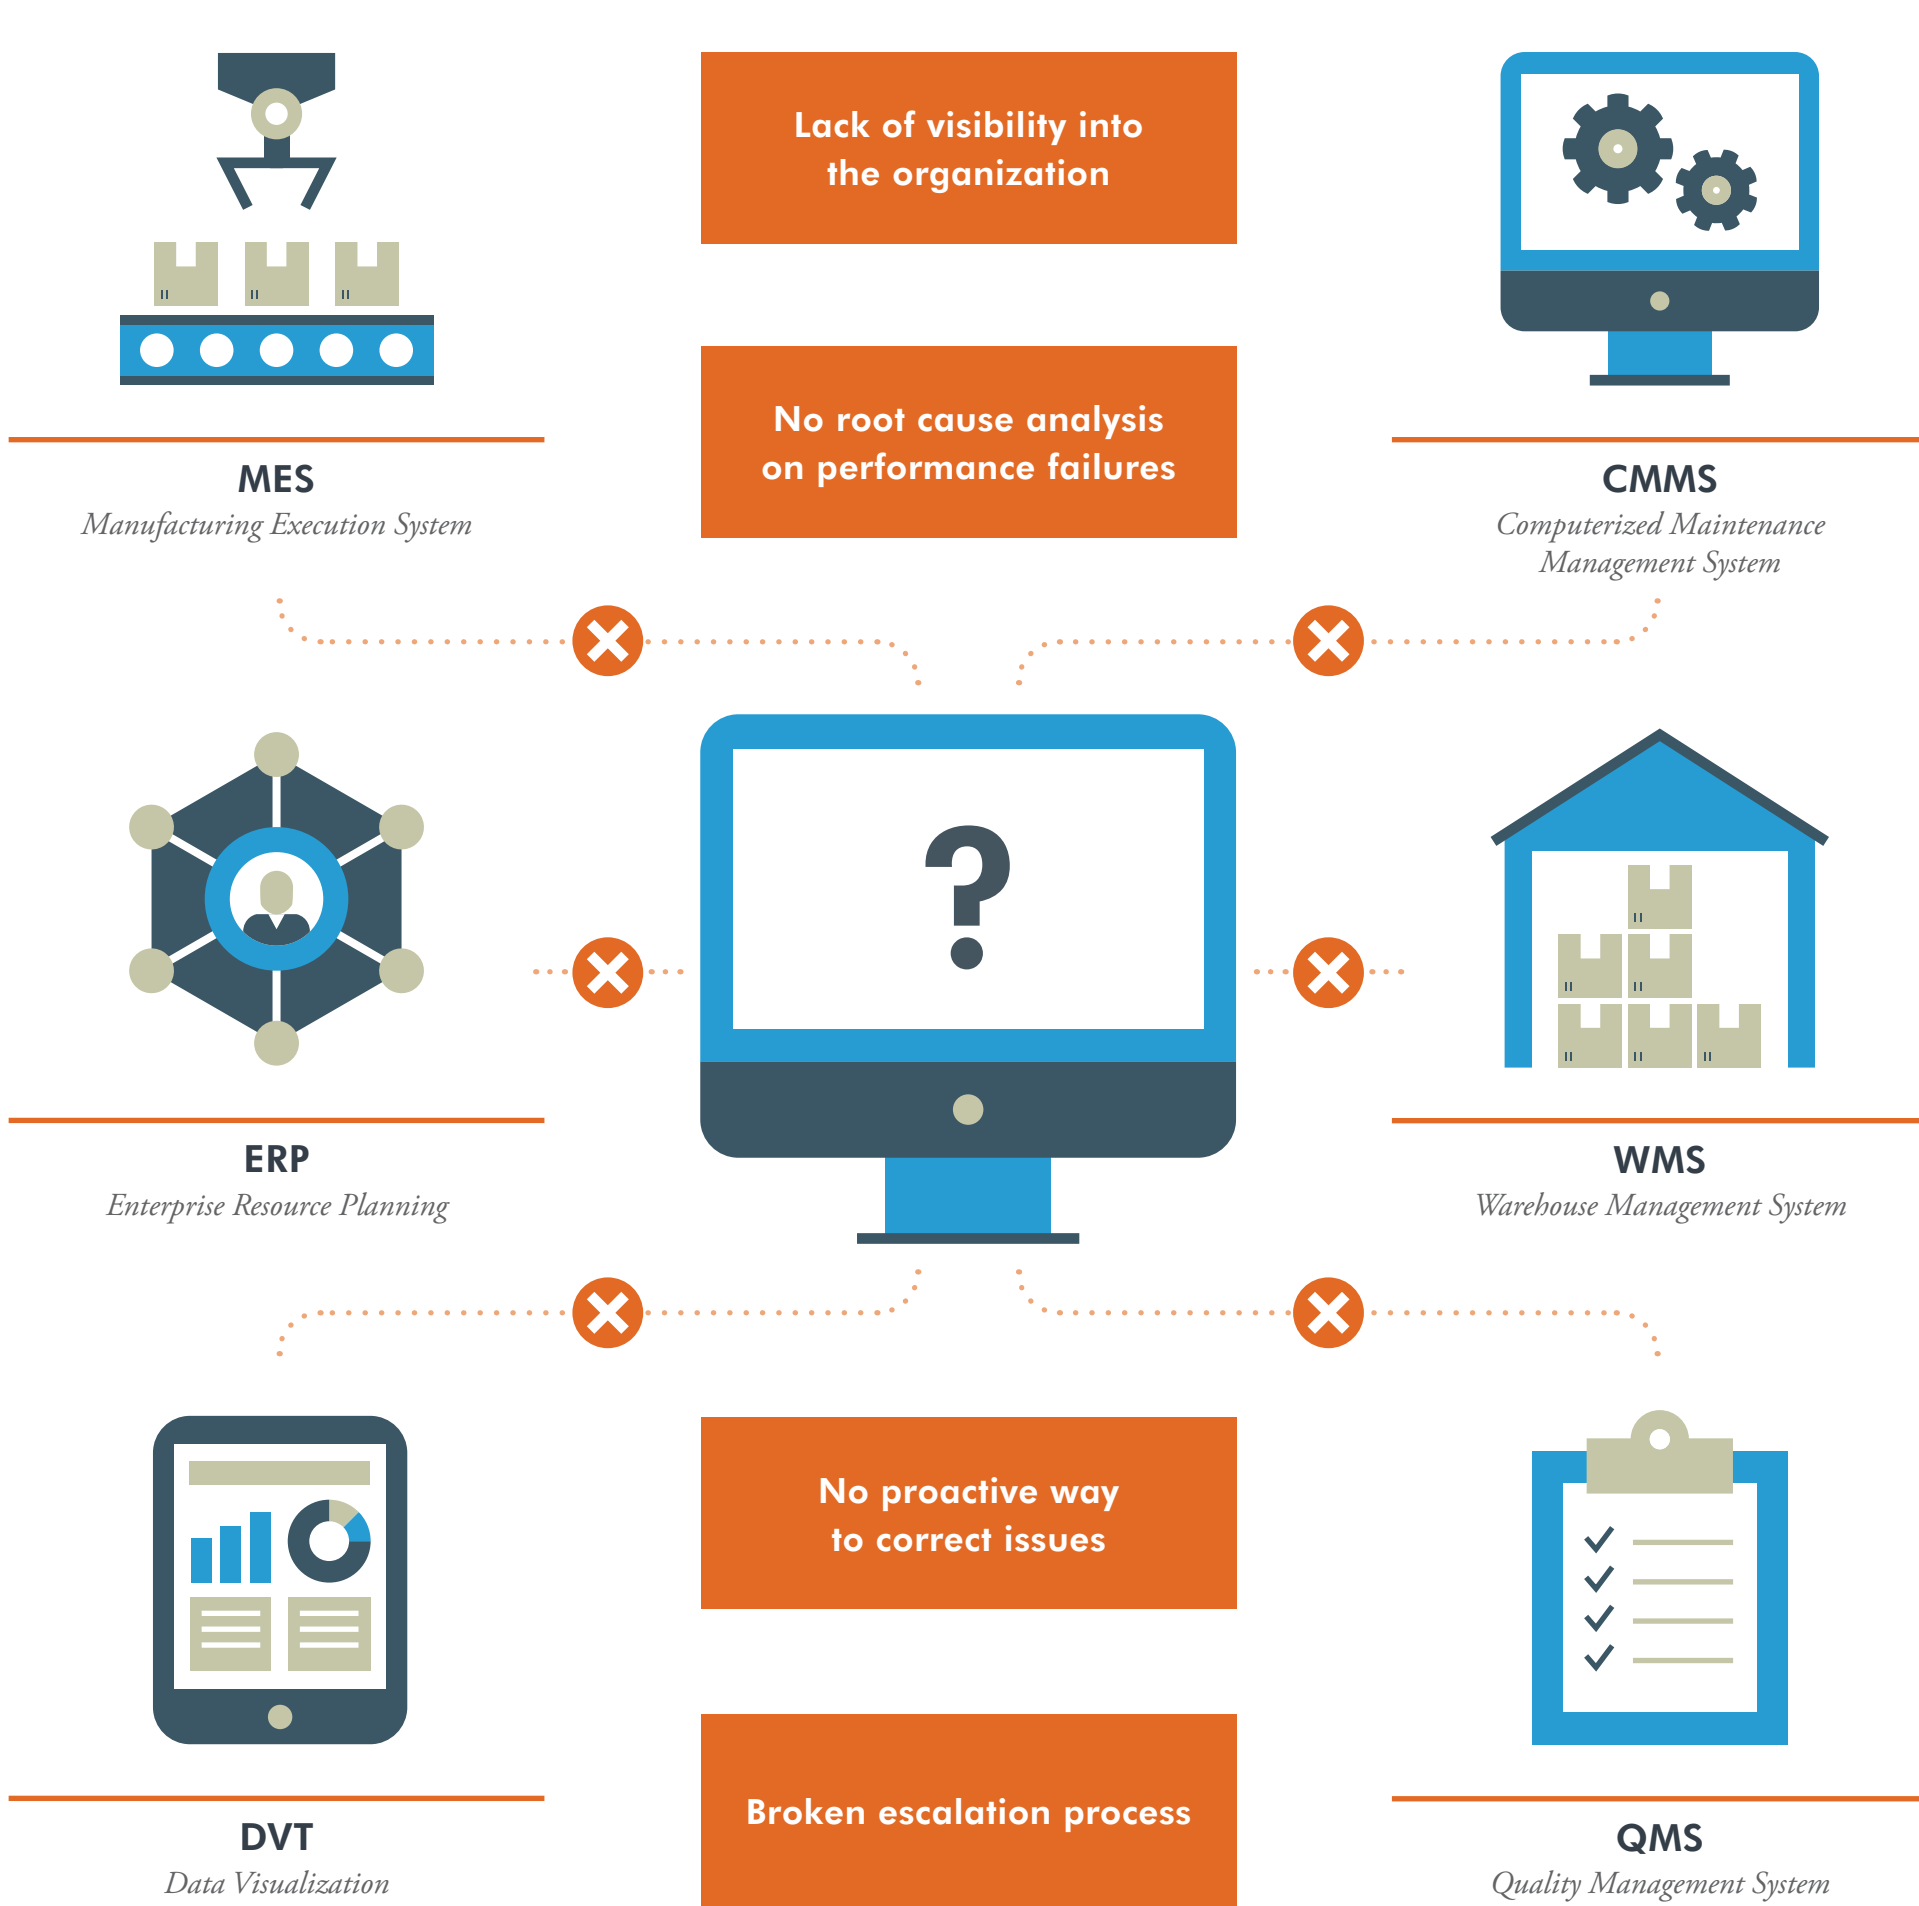 Lack of visibility into
the organization
No root cause analysis
on performance failures
MES
Manufacturing Execution System
CMMS
Computerized Maintenance
Management System
?
ERP
Enterprise Resource Planning
WMS
Warehouse Management System
No proactive way
to correct issues
Broken escalation process
DVT
Data Visualization
QMS
Quality Management System